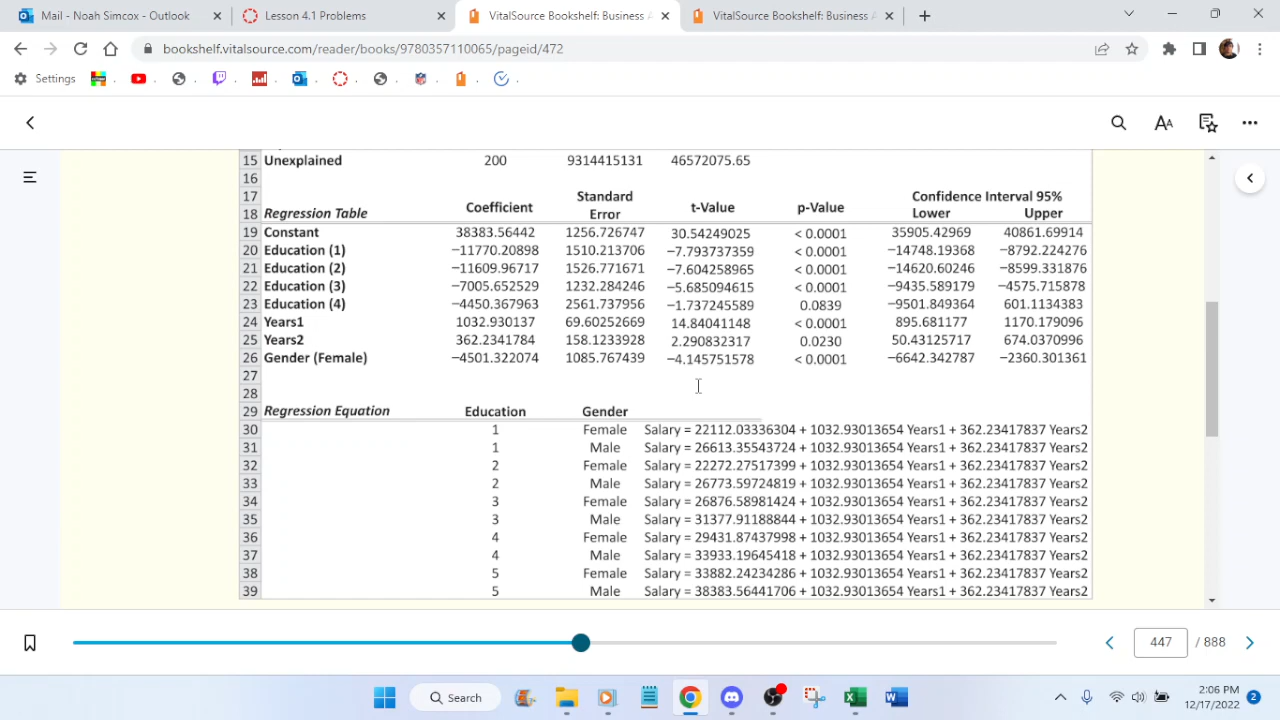 Mail - Noah Simcox - Outlook
Lesson 4.1 Problems
VitalSource Bookshelf: Business A
VitalSource Bookshelf: Business A
bookshelf.vitalsource.com/reader/books/9780357110065/pageid/472
Settings
15 Unexplained 200 9314415131 46572075.65
16
17 Standard Confidence Interval 95%
18 Regression Table Coefficient Error t-Value p-Value Lower Upper
19 Constant 38383.56442 1256.726747 30.54249025 < 0.0001 35905.42969 40861.69914
20 Education (1) −11770.20898 1510.213706 −7.793737359 < 0.0001 −14748.19368 −8792.224276
21 Education (2) −11609.96717 1526.771671 −7.604258965 < 0.0001 −14620.60246 −8599.331876
22 Education (3) −7005.652529 1232.284246 −5.685094615 < 0.0001 −9435.589179 −4575.715878
23 Education (4) −4450.367963 2561.737956 −1.737245589 0.0839 −9501.849364 601.1134383
24 Years1 1032.930137 69.60252669 14.84041148 < 0.0001 895.681177 1170.179096
25 Years2 362.2341784 158.1233928 2.290832317 0.0230 50.43125717 674.0370996
26 Gender (Female) −4501.322074 1085.767439 −4.145751578 < 0.0001 −6642.342787 −2360.301361
27
28
29 Regression Equation Education Gender
30 1 Female Salary = 22112.03336304 + 1032.93013654 Years1 + 362.23417837 Years2
31 1 Male Salary = 26613.35543724 + 1032.93013654 Years1 + 362.23417837 Years2
32 2 Female Salary = 22272.27517399 + 1032.93013654 Years1 + 362.23417837 Years2
33 2 Male Salary = 26773.59724819 + 1032.93013654 Years1 + 362.23417837 Years2
34 3 Female Salary = 26876.58981424 + 1032.93013654 Years1 + 362.23417837 Years2
35 3 Male Salary = 31377.91188844 + 1032.93013654 Years1 + 362.23417837 Years2
36 4 Female Salary = 29431.87437998 + 1032.93013654 Years1 + 362.23417837 Years2
37 4 Male Salary = 33933.19645418 + 1032.93013654 Years1 + 362.23417837 Years2
38 5 Female Salary = 33882.24234286 + 1032.93013654 Years1 + 362.23417837 Years2
39 5 Male Salary = 38383.56441706 + 1032.93013654 Years1 + 362.23417837 Years2
447 / 888
Search
2:06 PM
12/17/2022
2